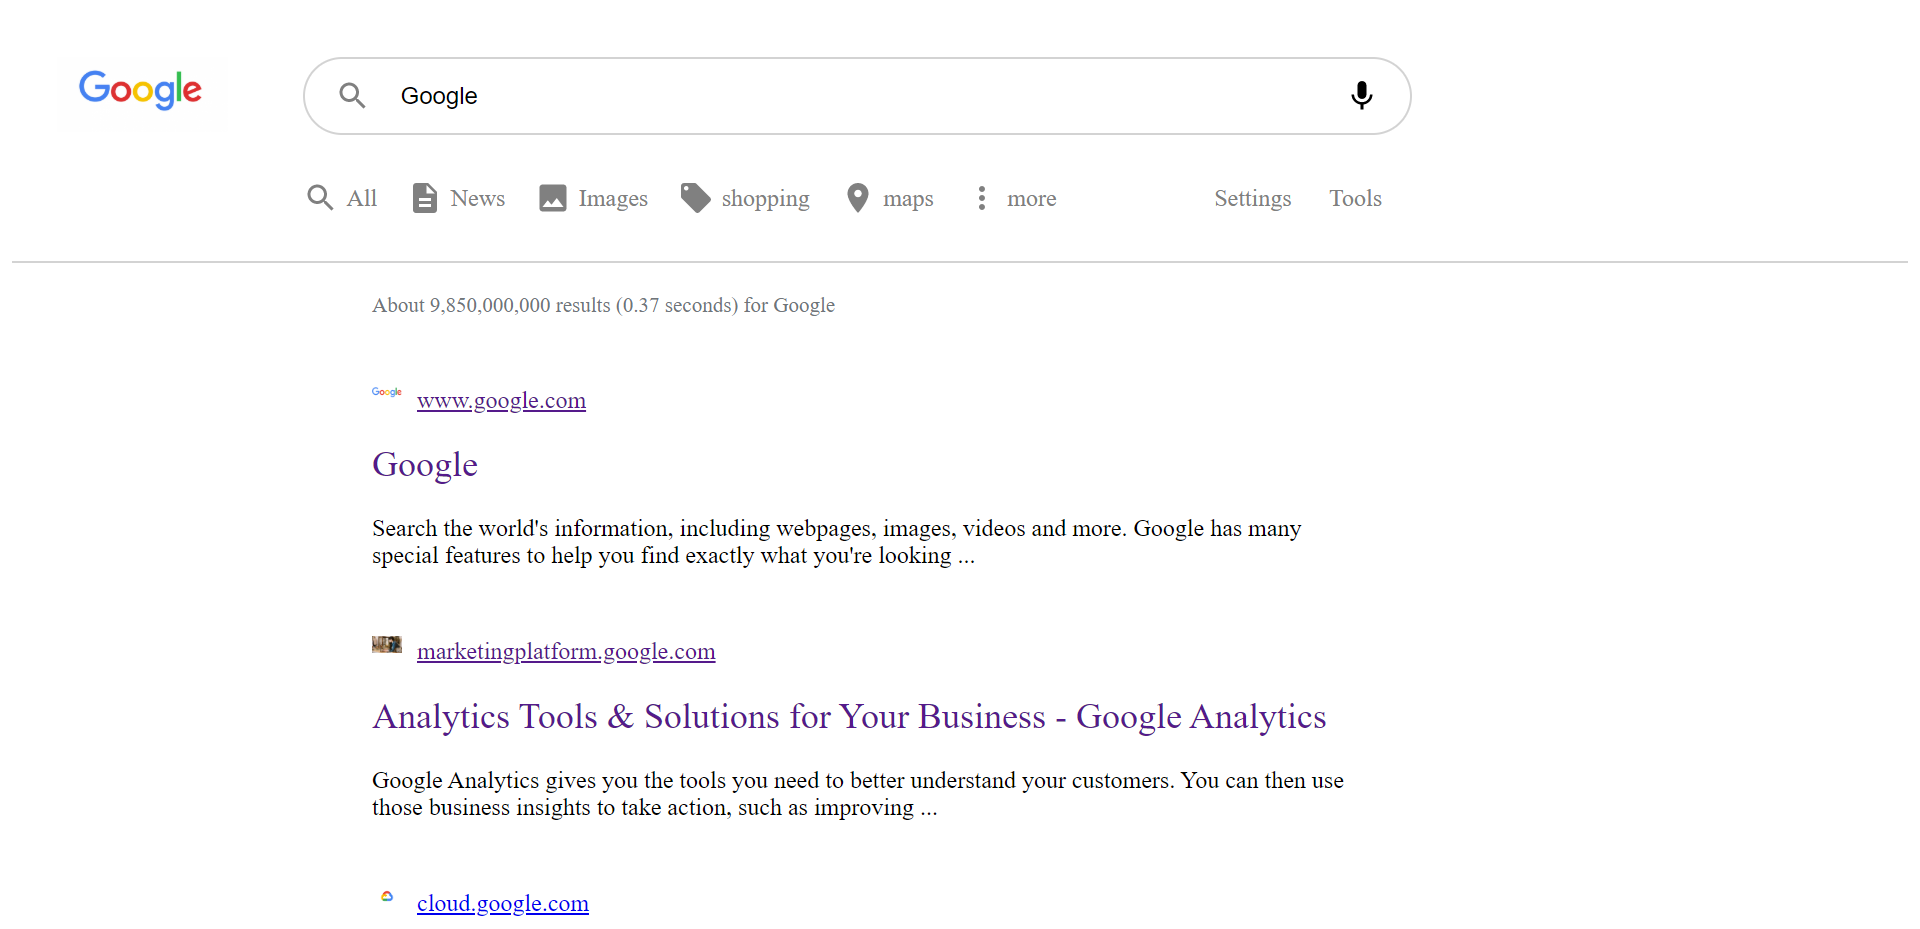 Google
Google
All News Images shopping maps more Settings Tools
About 9,850,000,000 results (0.37 seconds) for Google
Google www.google.com
Google
Search the world's information, including webpages, images, videos and more. Google has many
special features to help you find exactly what you're looking ...
marketingplatform.google.com
Analytics Tools & Solutions for Your Business - Google Analytics
Google Analytics gives you the tools you need to better understand your customers. You can then use
those business insights to take action, such as improving ...
cloud.google.com